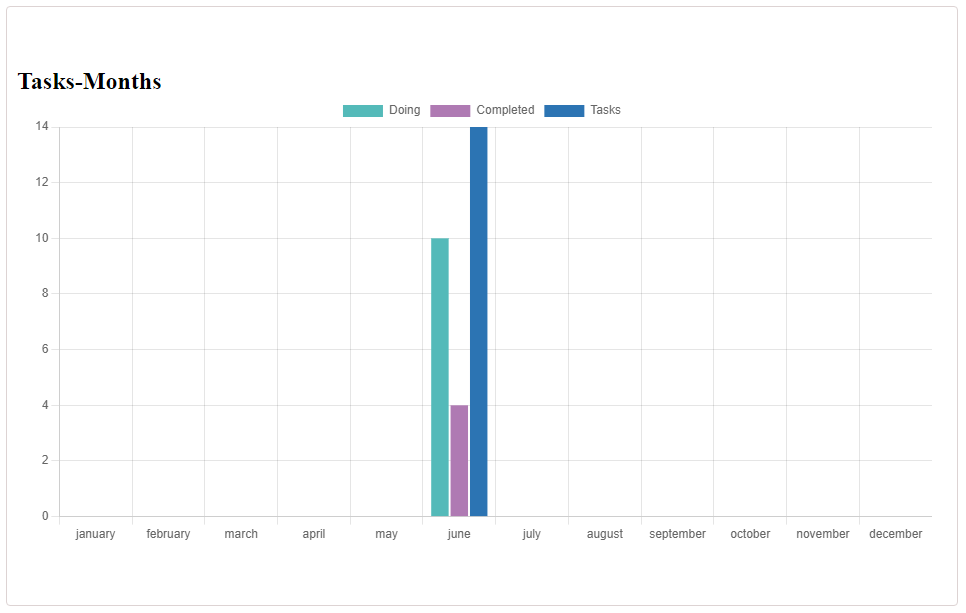 Tasks-Months
Doing Completed Tasks
14
12
10
8
6
4
2
0
january february march april may june july august september october november december